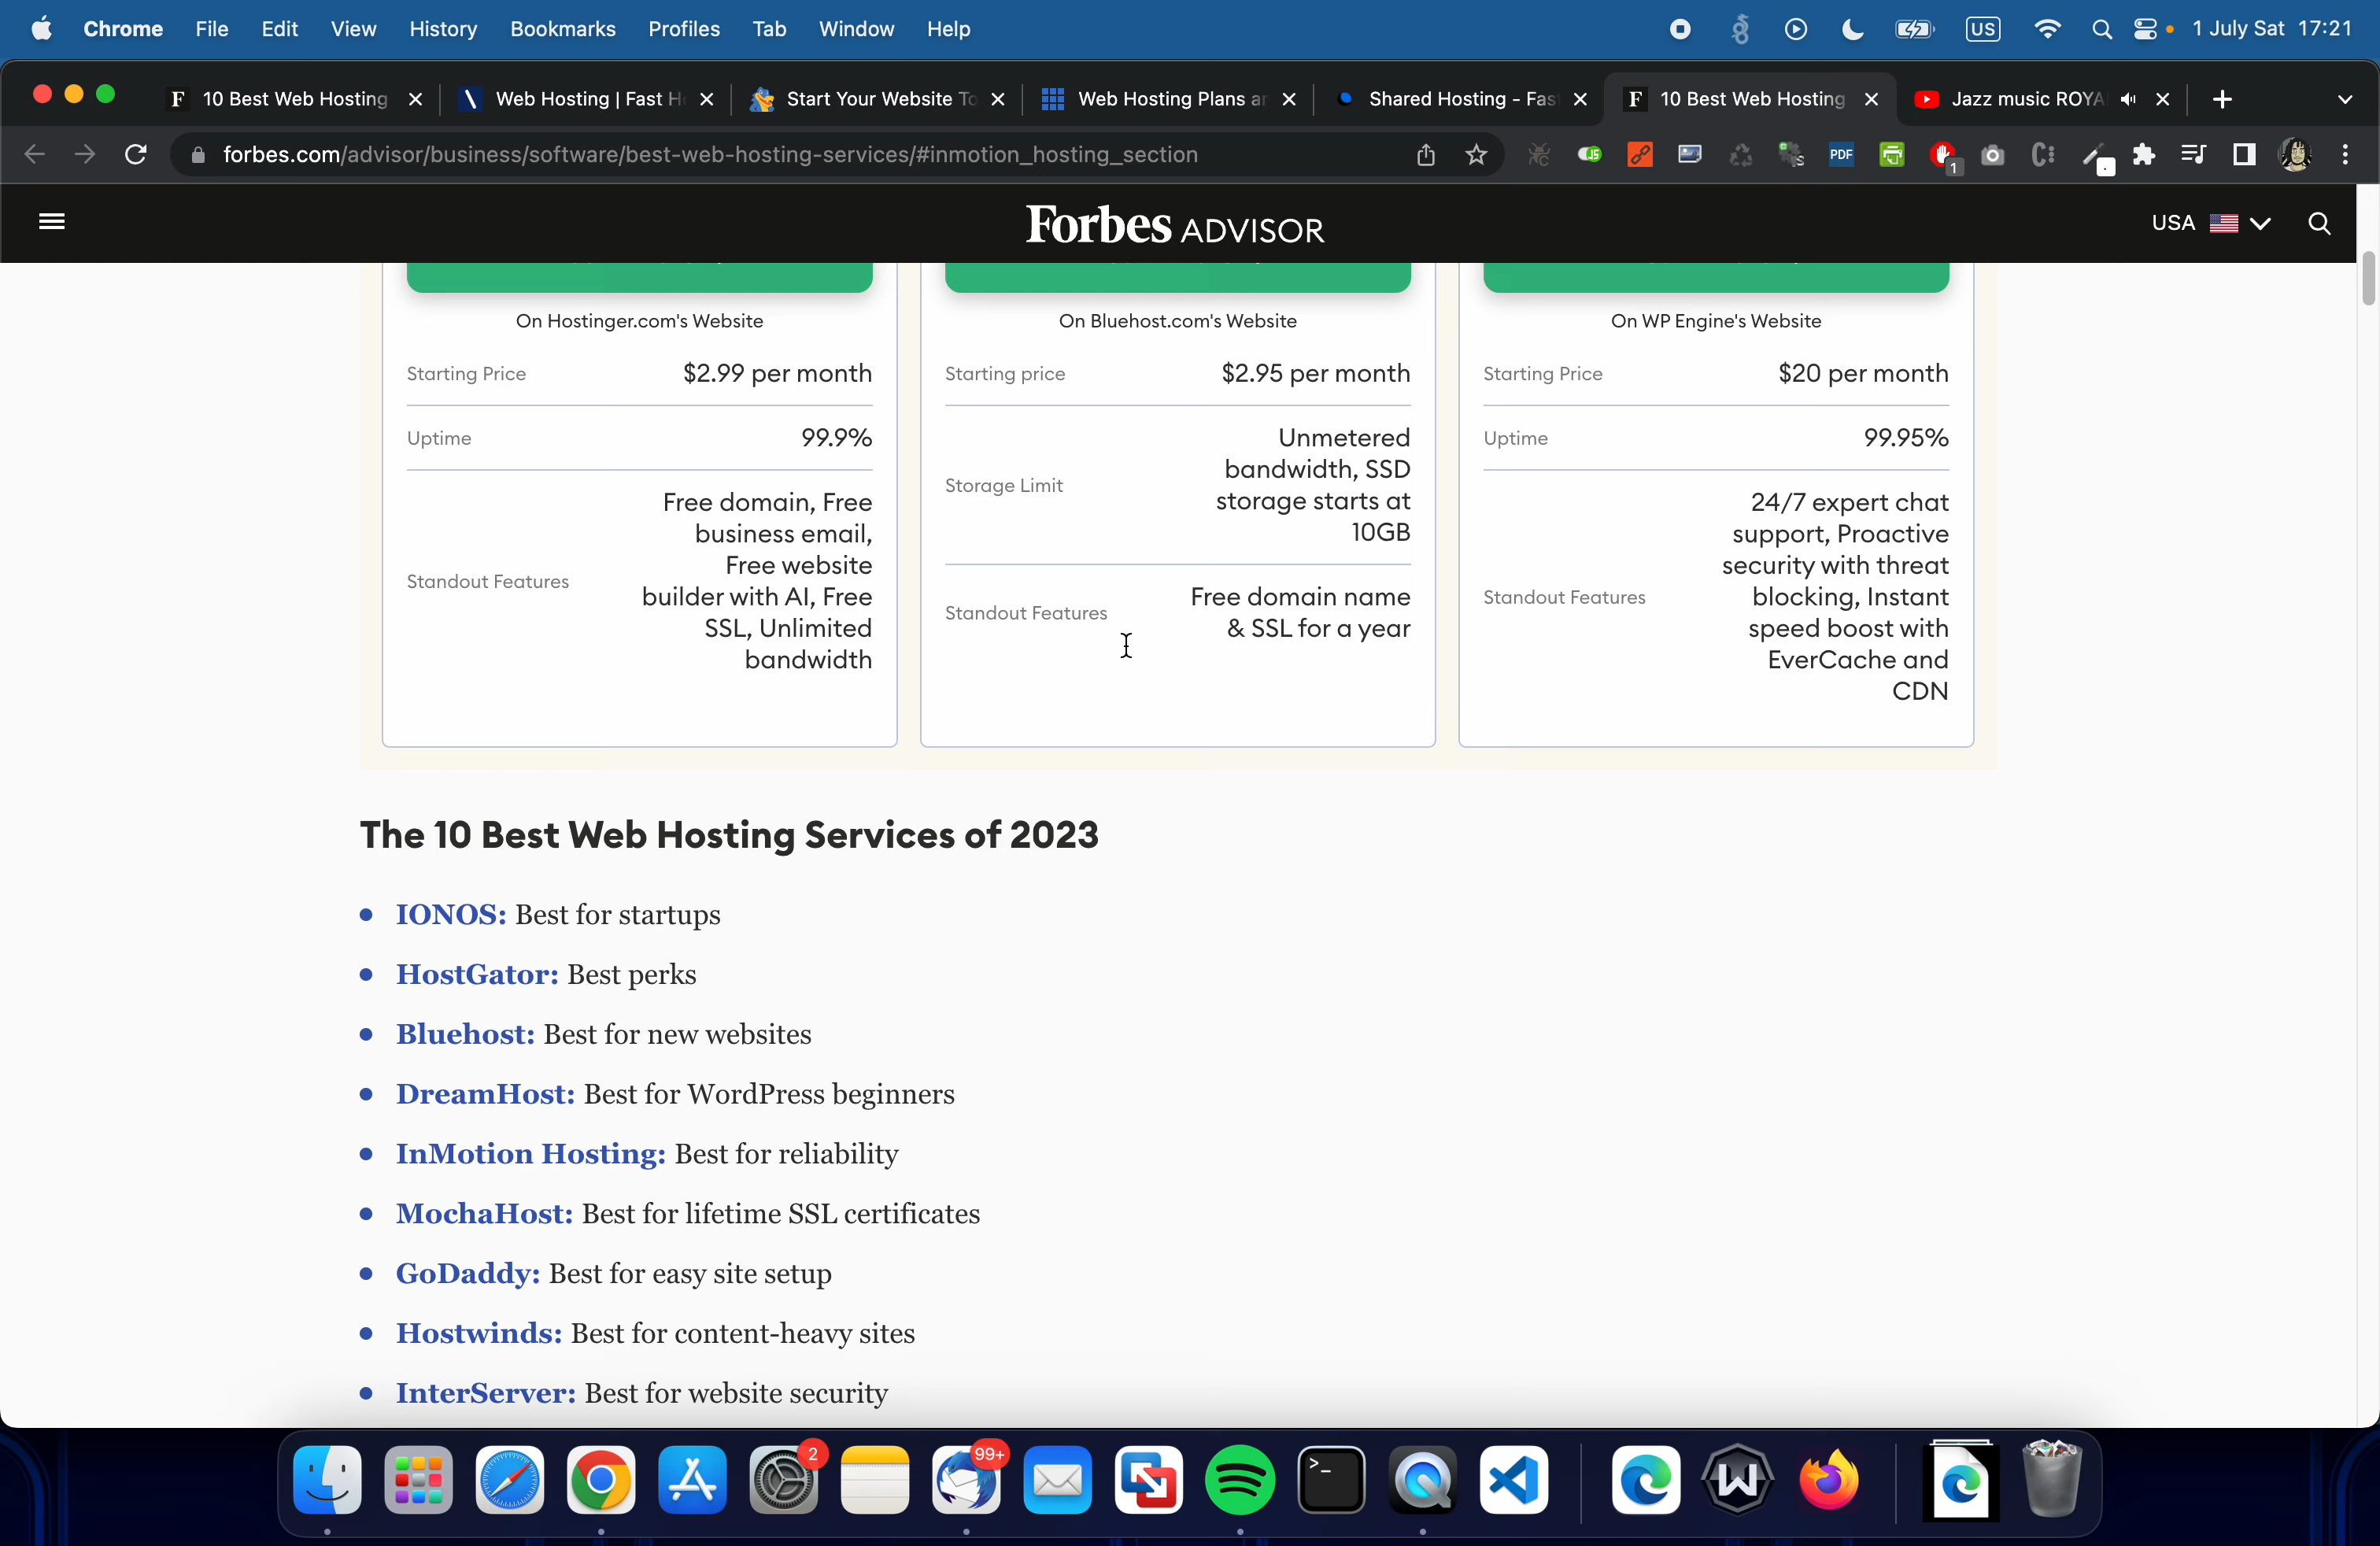 Chrome File Edit View History Bookmarks Profiles Tab Window Help US 1 July Sat 17:21
10 Best Web Hosting Web Hosting | Fast H Start Your Website To Web Hosting Plans ar Shared Hosting - Fas 10 Best Web Hosting Jazz music ROYA
forbes.com/advisor/business/software/best-web-hosting-services/#inmotion_hosting_section PDF 1
Forbes ADVISOR USA
On Hostinger.com's Website
Starting Price $2.99 per month
Uptime 99.9%
Standout Features
Free domain, Free
business email,
Free website
builder with AI, Free
SSL, Unlimited
bandwidth
On Bluehost.com's Website
Starting price $2.95 per month
Storage Limit
Unmetered
bandwidth, SSD
storage starts at
10GB
Standout Features
Free domain name
& SSL for a year
On WP Engine's Website
Starting Price $20 per month
Uptime 99.95%
Standout Features
24/7 expert chat
support, Proactive
security with threat
blocking, Instant
speed boost with
EverCache and
CDN
The 10 Best Web Hosting Services of 2023
IONOS: Best for startups
HostGator: Best perks
Bluehost: Best for new websites
DreamHost: Best for WordPress beginners
InMotion Hosting: Best for reliability
MochaHost: Best for lifetime SSL certificates
GoDaddy: Best for easy site setup
Hostwinds: Best for content-heavy sites
InterServer: Best for website security
2
99+